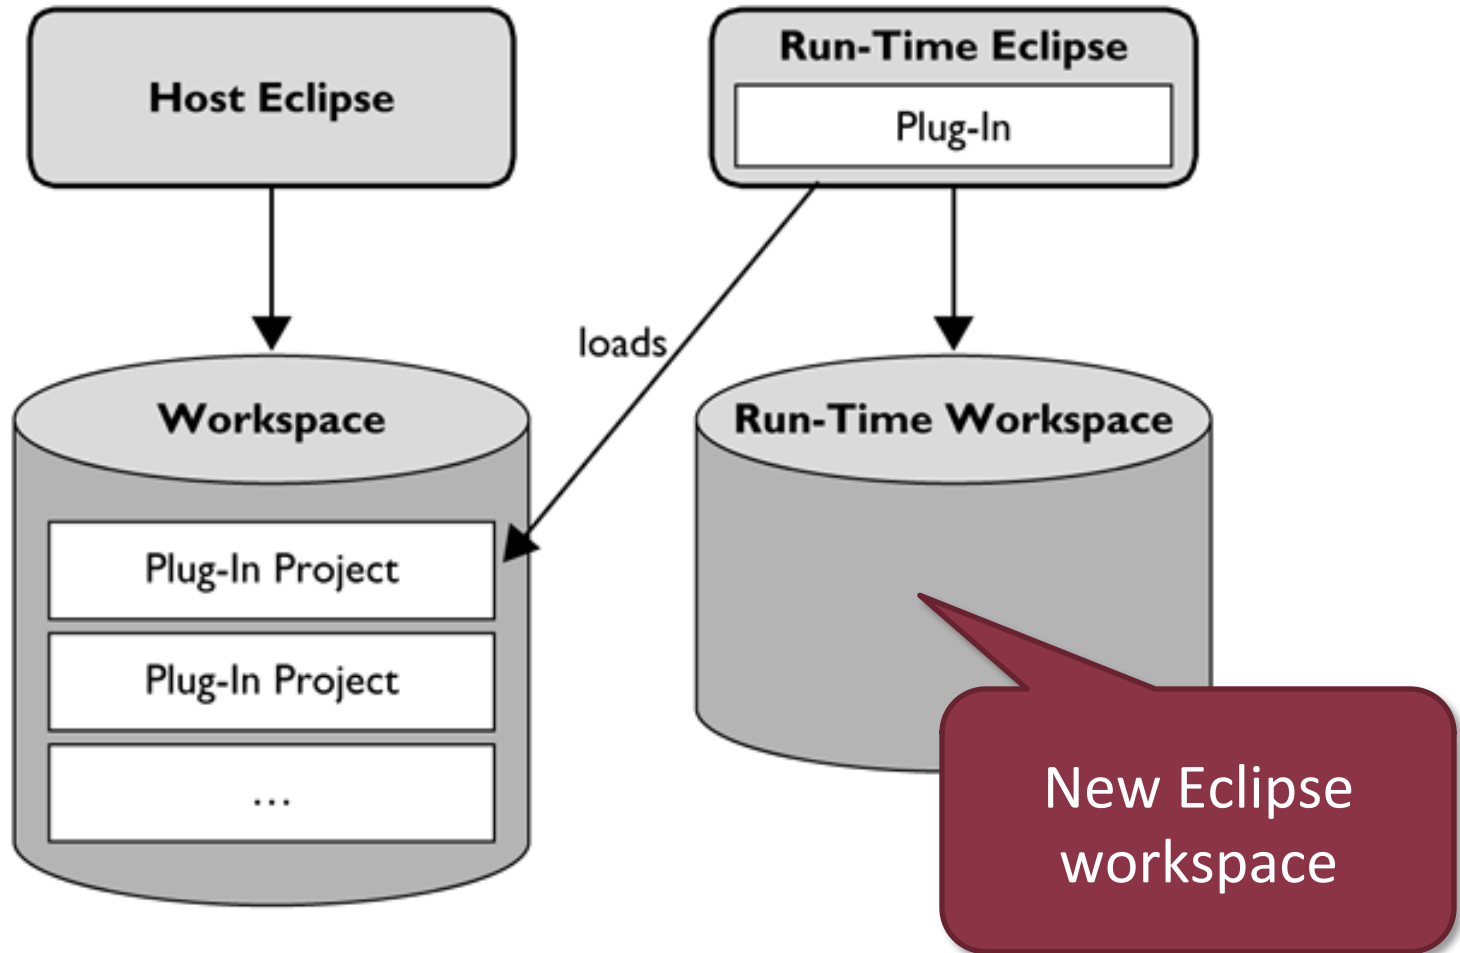 Host Eclipse
Run-Time Eclipse
Plug-In
loads
Workspace
Run-Time Workspace
Plug-In Project
Plug-In Project
...
New Eclipse
workspace